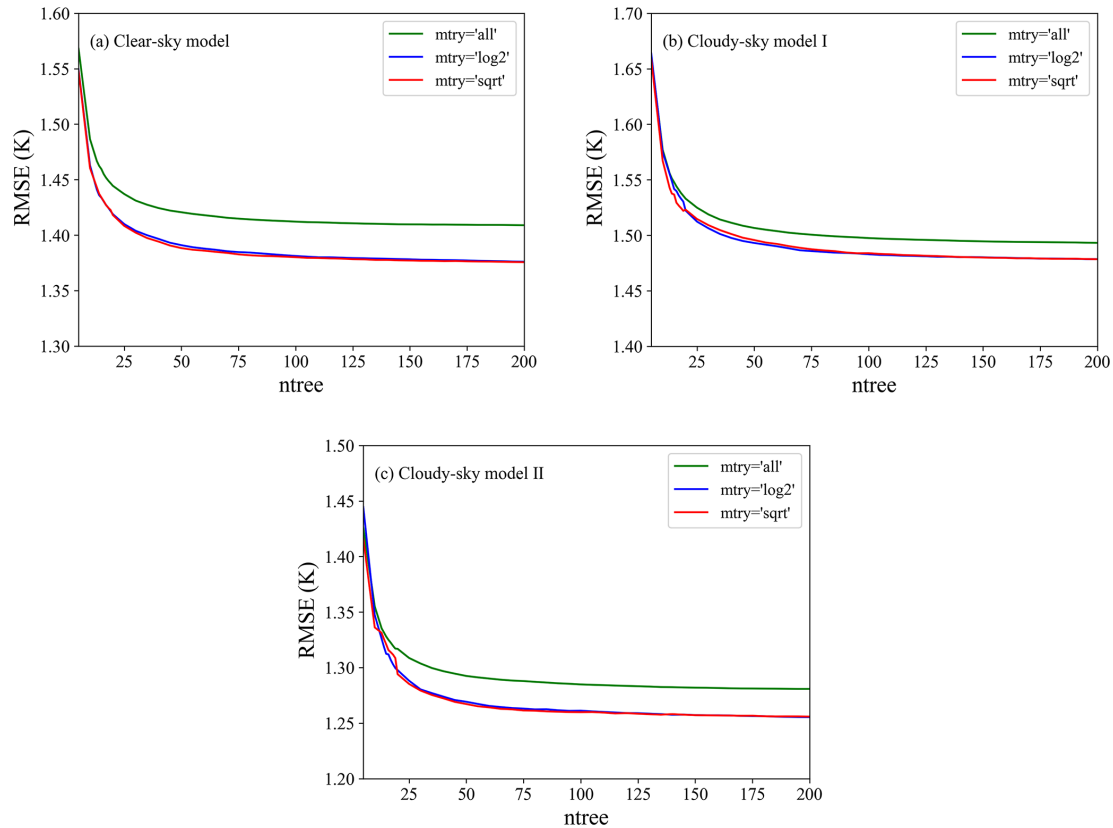 (a) Clear-sky model
mtry='all'
mtry='log2'
mtry='sqrt'
RMSE (K)
1.60
1.55
1.50
1.45
1.40
1.35
1.30
25 50 75 100 125 150 175 200
ntree
(b) Cloudy-sky model I
mtry='all'
mtry='log2'
mtry='sqrt'
RMSE (K)
1.70
1.65
1.60
1.55
1.50
1.45
1.40
25 50 75 100 125 150 175 200
ntree
(c) Cloudy-sky model II
mtry='all'
mtry='log2'
mtry='sqrt'
RMSE (K)
1.50
1.45
1.40
1.35
1.30
1.25
1.20
25 50 75 100 125 150 175 200
ntree